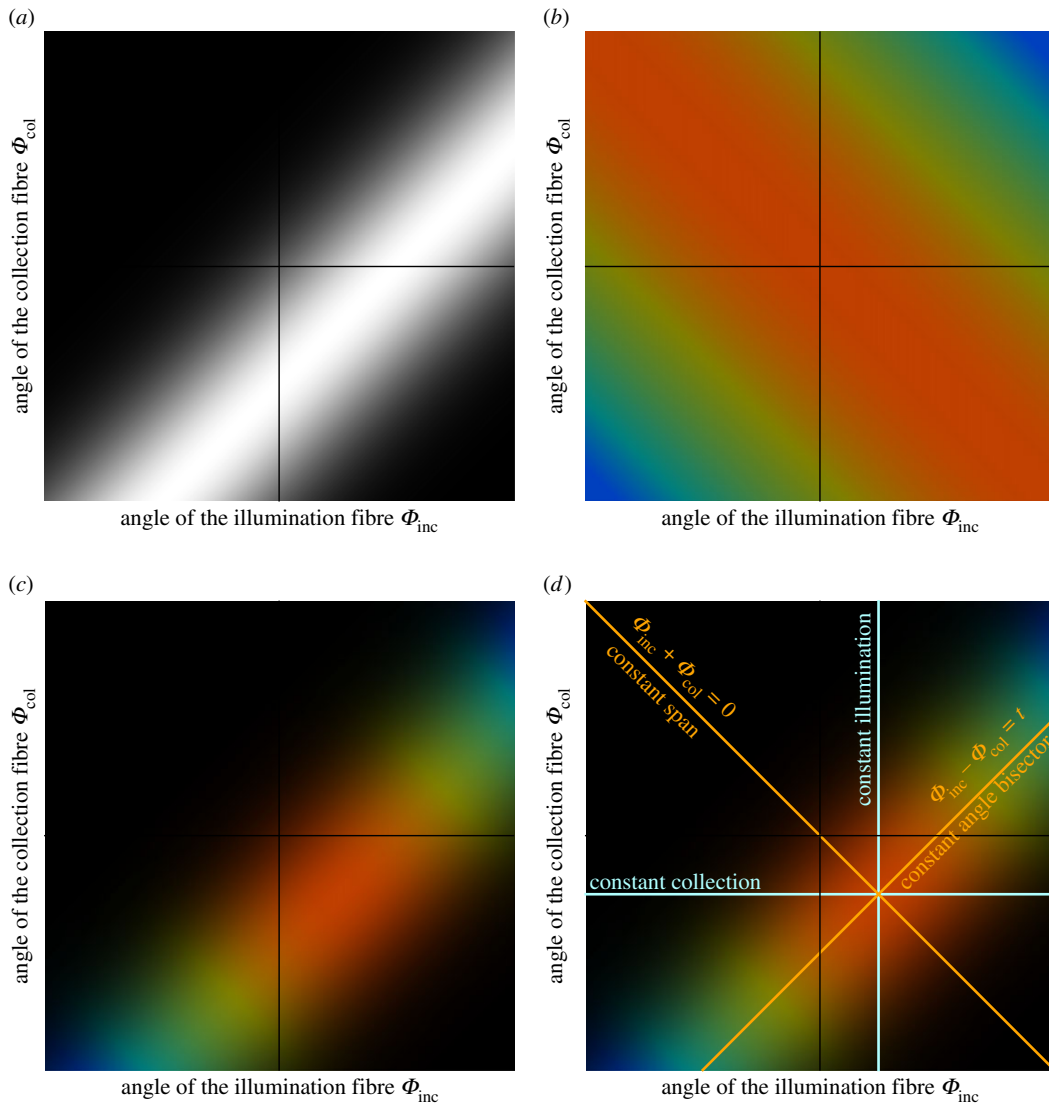 (a)
angle of the collection fibre Φcol
angle of the illumination fibre Φinc
(b)
angle of the collection fibre Φcol
angle of the illumination fibre Φinc
(c)
angle of the collection fibre Φcol
angle of the illumination fibre Φinc
(d)
angle of the collection fibre Φcol
Φinc + Φcol = 0
constant span
constant illumination
Φinc − Φcol = t
constant angle bisector
constant collection
angle of the illumination fibre Φinc